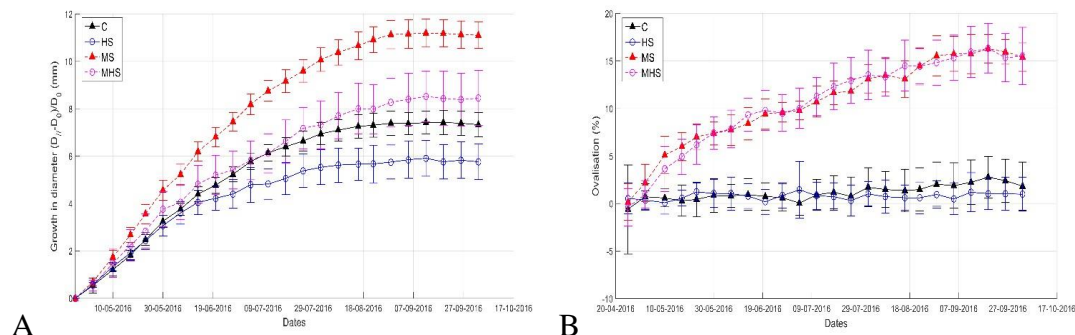 12
10
8
6
4
2
0
Growth in diameter (Dn-D0)/D0 (mm)
C
HS
MS
MHS
10-05-2016 30-05-2016 19-06-2016 09-07-2016 29-07-2016 18-08-2016 07-09-2016 27-09-2016 17-10-2016
Dates
A
20
15
10
5
0
-5
-10
Ovalisation (%)
C
HS
MS
MHS
20-04-2016 10-05-2016 30-05-2016 19-06-2016 09-07-2016 29-07-2016 18-08-2016 07-09-2016 27-09-2016 17-10-2016
Dates
B